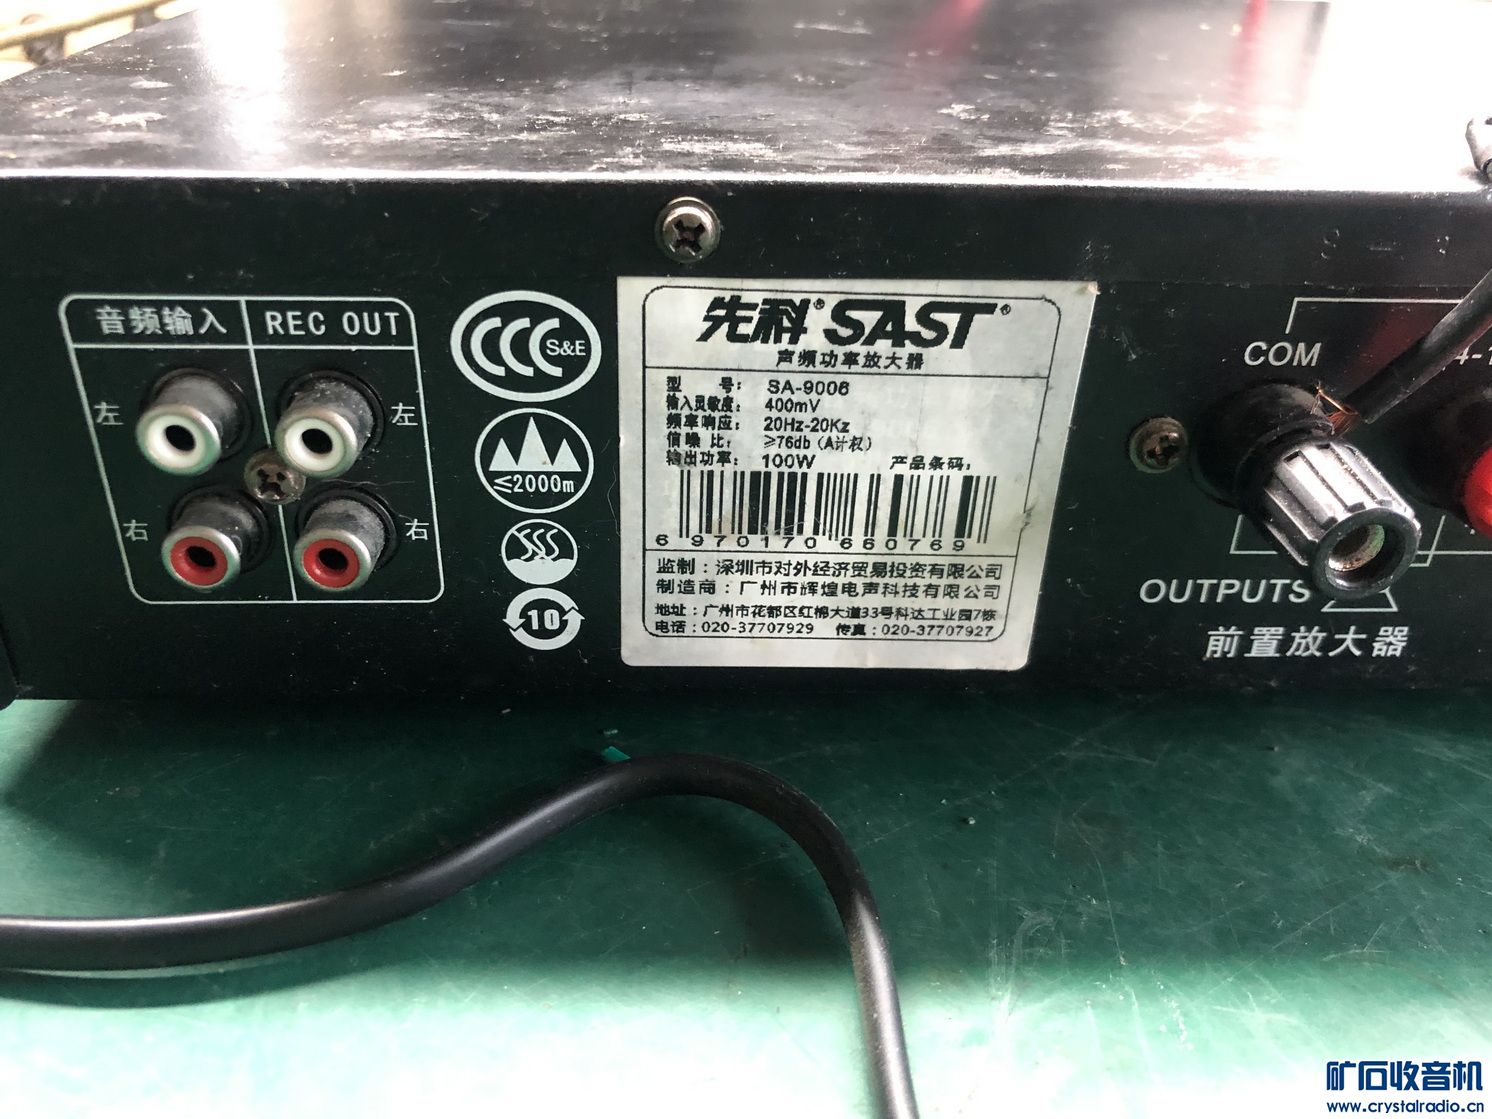 音频输入
REC OUT
左
左
右
右
CCC S&E
≤2000m
10
先科® SAST®
声频功率放大器
型 号: SA-9006
输入灵敏度: 400mV
频率响应: 20Hz-20Kz
信噪比: ≥76db (A计权)
输出功率: 100W 产品条码:
6970170660769
监制:深圳市对外经济贸易投资有限公司
制造商:广州市辉煌电声科技有限公司
地址:广州市花都区红棉大道33号科达工业园7栋
电话:020-37707929 传真:020-37707927
COM
OUTPUTS
前置放大器
矿石收音机
www.crystalradio.cn